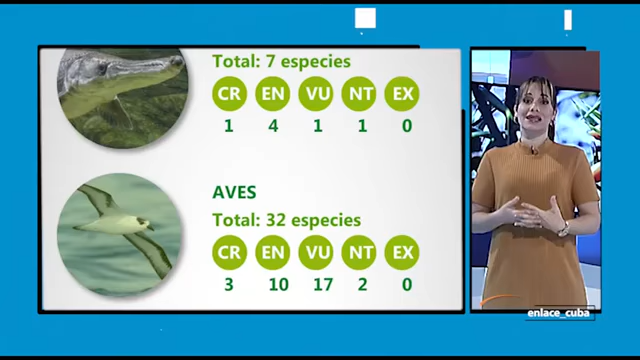 Total: 7 especies
CR EN VU NT EX
1 4 1 1 0
AVES
Total: 32 especies
CR EN VU NT EX
3 10 17 2 0
enlace_cuba